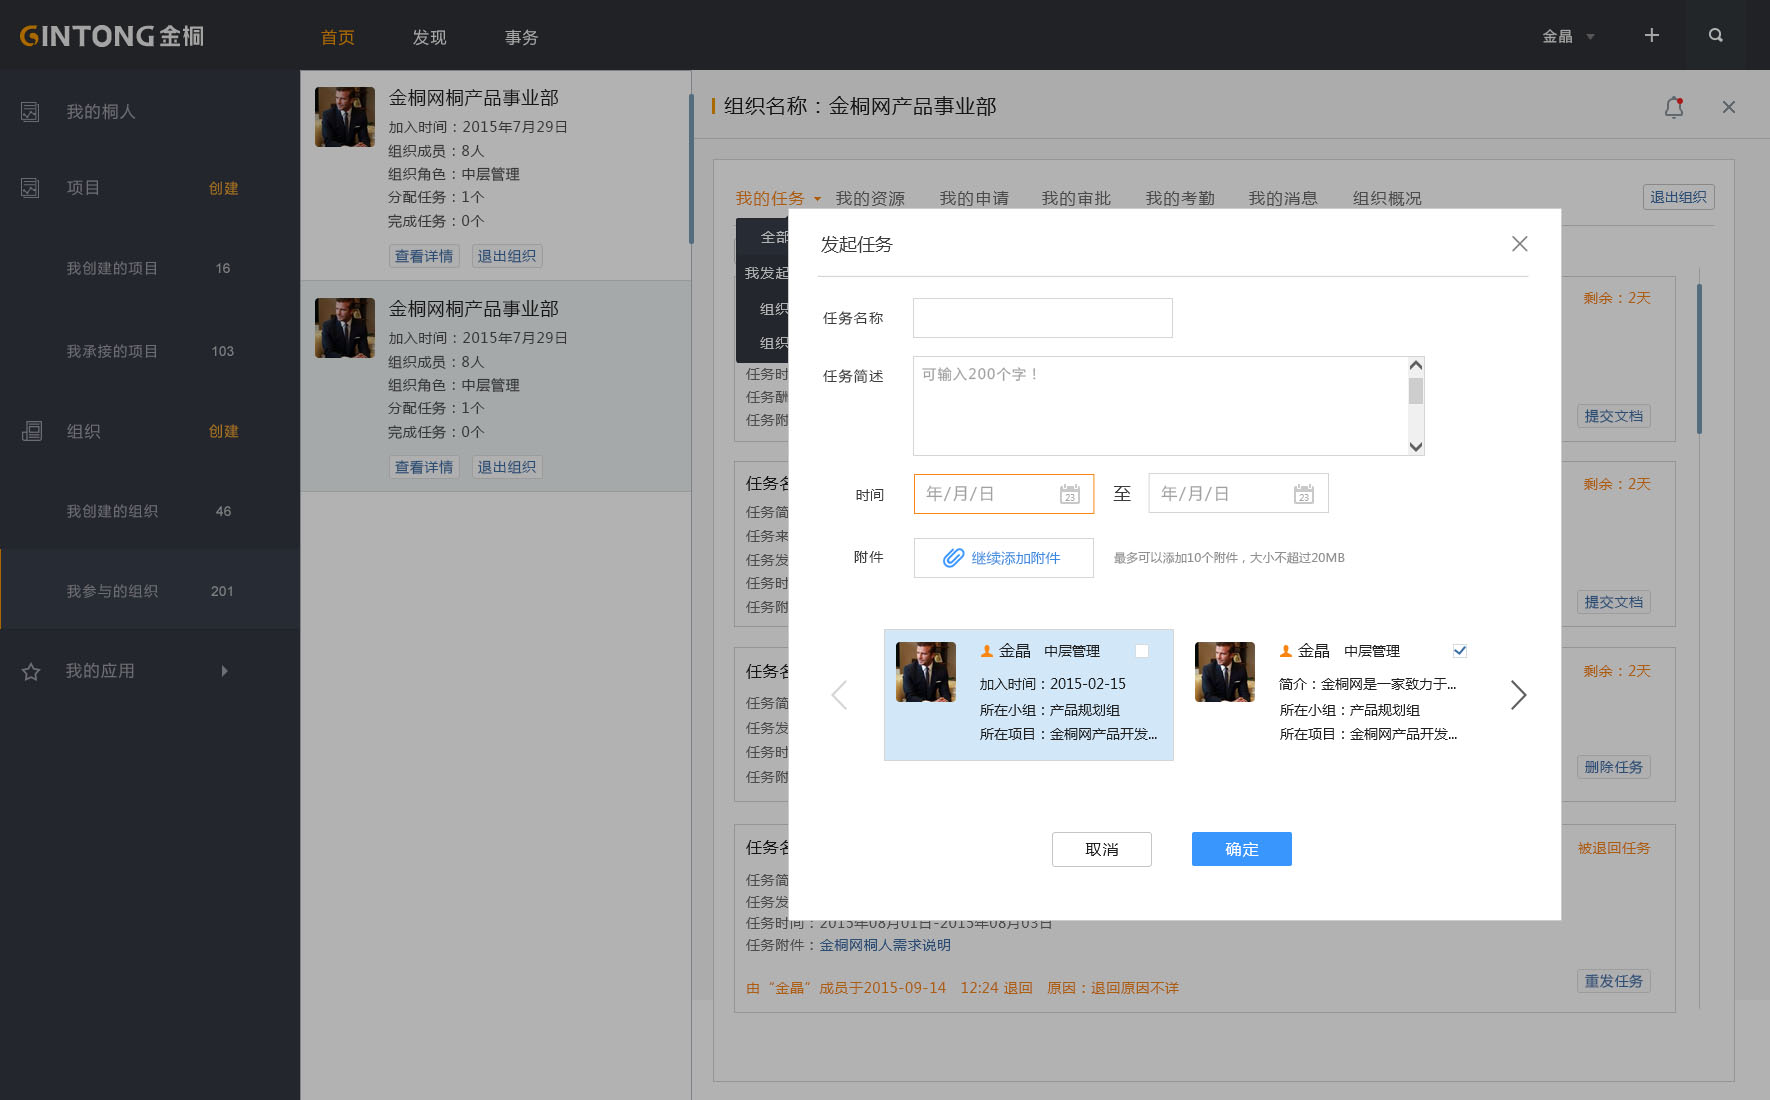 GINTONG金桐
首页 发现 事务
金晶
我的桐人
项目 创建
我创建的项目 16
我承接的项目 103
组织 创建
我创建的组织 46
我参与的组织 201
我的应用
金桐网桐产品事业部
加入时间：2015年7月29日
组织成员：8人
组织角色：中层管理
分配任务：1个
完成任务：0个
查看详情 退出组织
金桐网桐产品事业部
加入时间：2015年7月29日
组织成员：8人
组织角色：中层管理
分配任务：1个
完成任务：0个
查看详情 退出组织
组织名称：金桐网产品事业部
我的任务 我的资源 我的申请 我的审批 我的考勤 我的消息 组织概况 退出组织
全部
我发起
组织
组织
剩余：2天
任务时
任务酬
任务附
提交文档
任务名
剩余：2天
任务简
任务来
任务发
任务时
任务附
提交文档
任务名
剩余：2天
任务简
任务发
任务时
任务附
删除任务
任务名
被退回任务
任务简
任务发
任务时间：2015年08月01日-2015年08月03日
任务附件：金桐网桐人需求说明
由“金晶”成员于2015-09-14 12:24 退回 原因：退回原因不详
重发任务
发起任务
任务名称
任务简述 可输入200个字！
时间 年/月/日 23 至 年/月/日 23
附件 继续添加附件 最多可以添加10个附件，大小不超过20MB
金晶 中层管理
加入时间：2015-02-15
所在小组：产品规划组
所在项目：金桐网产品开发...
金晶 中层管理
简介：金桐网是一家致力于...
所在小组：产品规划组
所在项目：金桐网产品开发...
取消 确定